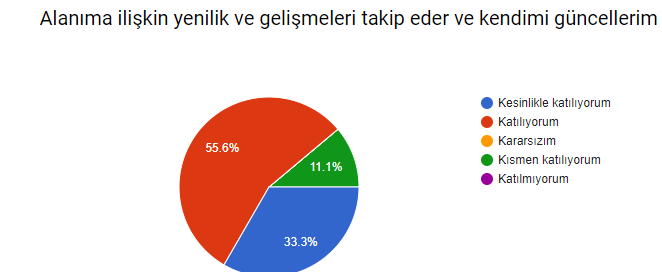 Alanıma ilişkin yenilik ve gelişmeleri takip eder ve kendimi güncellerim
Kesinlikle katılıyorum
Katılıyorum
Kararsızım
Kısmen katılıyorum
Katılmıyorum
55.6%
11.1%
33.3%